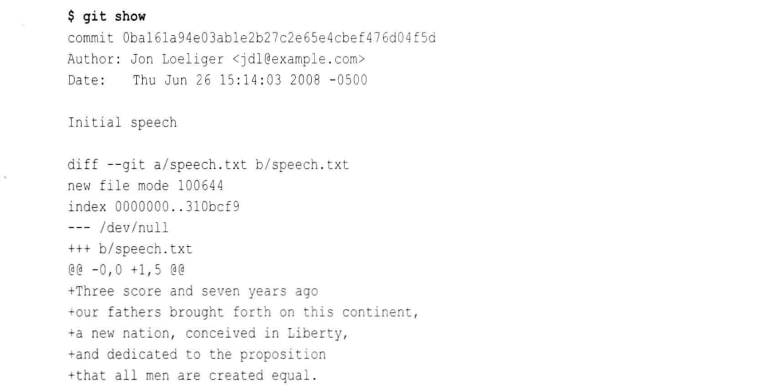 $ git show
commit 0ba161a94e03ab1e2b27c2e65e4cbef476d04f5d
Author: Jon Loeliger <jdl@example.com>
Date:   Thu Jun 26 15:14:03 2008 -0500

Initial speech

diff --git a/speech.txt b/speech.txt
new file mode 100644
index 0000000..310bcf9
--- /dev/null
+++ b/speech.txt
@@ -0,0 +1,5 @@
+Three score and seven years ago
+our fathers brought forth on this continent,
+a new nation, conceived in Liberty,
+and dedicated to the proposition
+that all men are created equal.